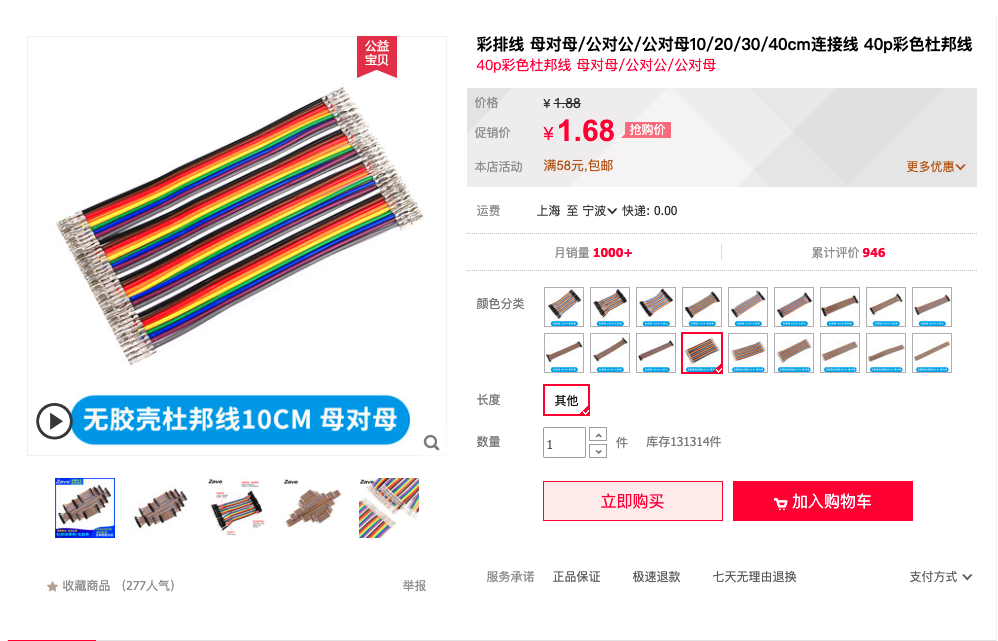 公益
宝贝
无胶壳杜邦线10CM 母对母
Zave
Zave
Zave
收藏商品 (277人气)
举报
彩排线 母对母/公对公/公对母10/20/30/40cm连接线 40p彩色杜邦线
40p彩色杜邦线 母对母/公对公/公对母
价格 ¥ 1.88
促销价 ¥ 1.68 抢购价
本店活动 满58元,包邮 更多优惠
运费 上海 至 宁波 快递: 0.00
月销量 1000+ 累计评价 946
颜色分类
长度 其他
数量 1 件 库存131314件
立即购买 加入购物车
服务承诺 正品保证 极速退款 七天无理由退换 支付方式